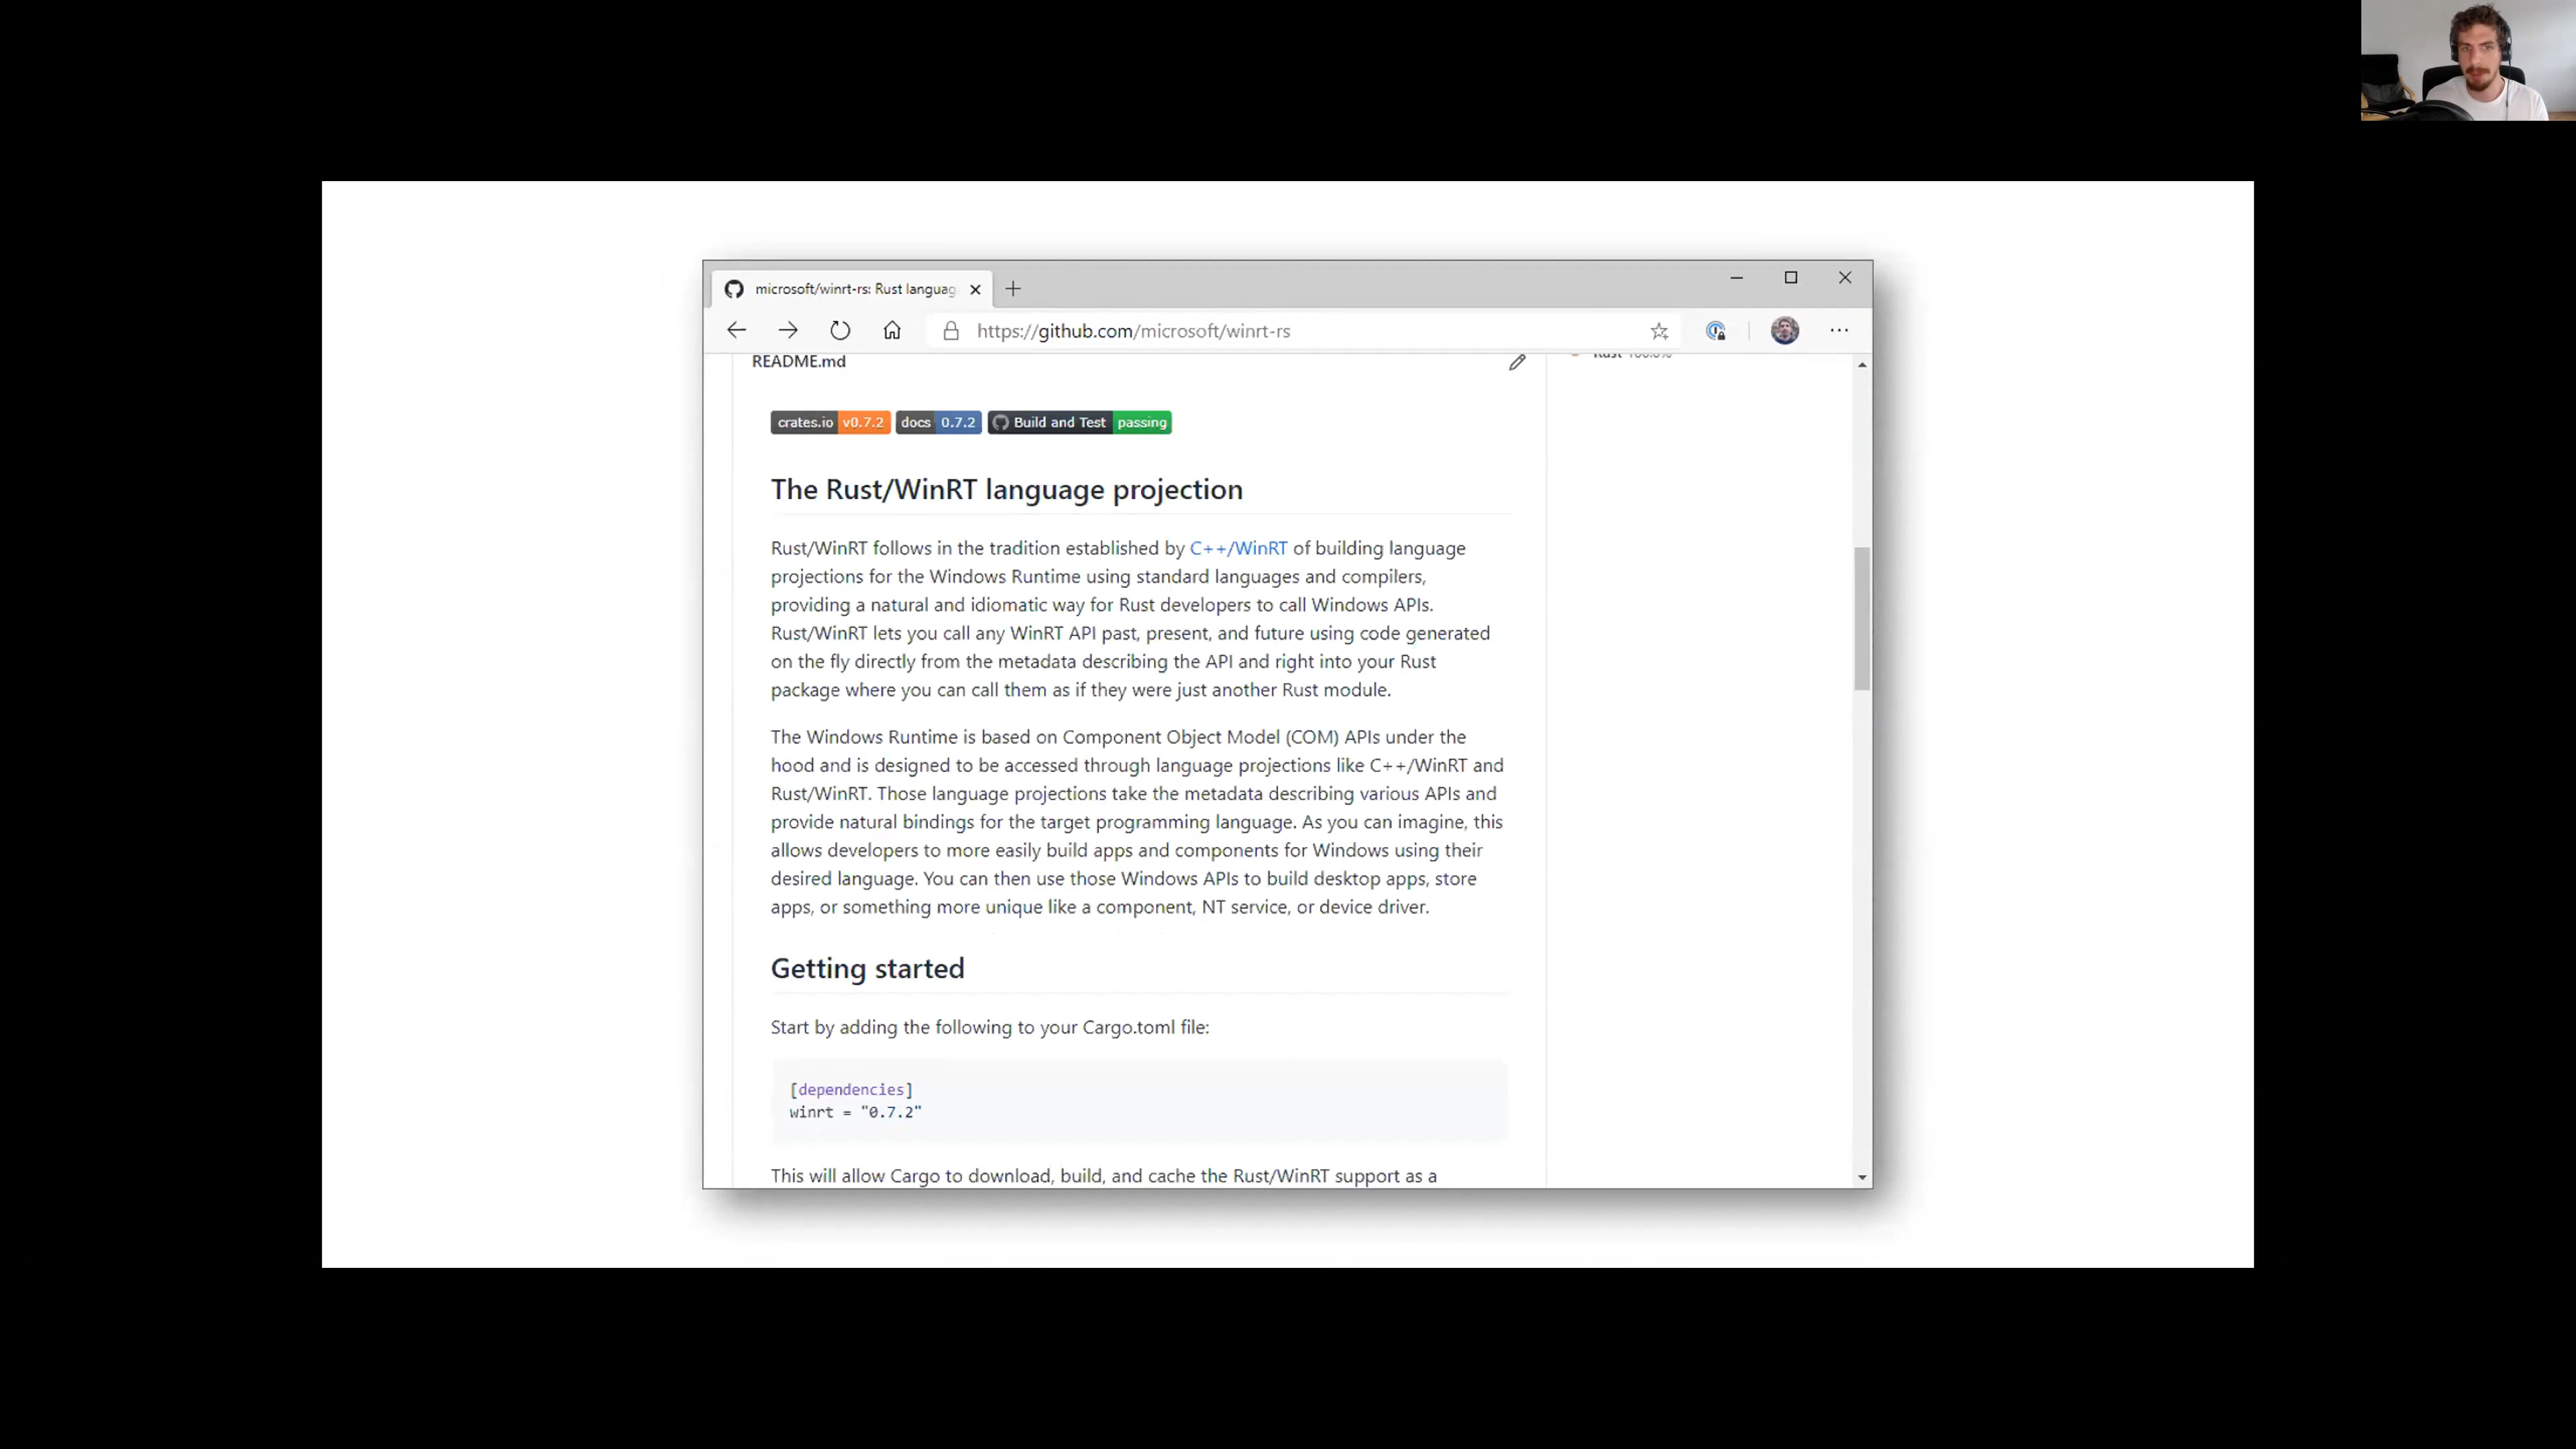 microsoft/winrt-rs: Rust languag
https://github.com/microsoft/winrt-rs
README.md
Rust 100.0%
crates.io v0.7.2 docs 0.7.2 Build and Test passing
The Rust/WinRT language projection
Rust/WinRT follows in the tradition established by C++/WinRT of building language
projections for the Windows Runtime using standard languages and compilers,
providing a natural and idiomatic way for Rust developers to call Windows APIs.
Rust/WinRT lets you call any WinRT API past, present, and future using code generated
on the fly directly from the metadata describing the API and right into your Rust
package where you can call them as if they were just another Rust module.
The Windows Runtime is based on Component Object Model (COM) APIs under the
hood and is designed to be accessed through language projections like C++/WinRT and
Rust/WinRT. Those language projections take the metadata describing various APIs and
provide natural bindings for the target programming language. As you can imagine, this
allows developers to more easily build apps and components for Windows using their
desired language. You can then use those Windows APIs to build desktop apps, store
apps, or something more unique like a component, NT service, or device driver.
Getting started
Start by adding the following to your Cargo.toml file:
[dependencies]
winrt = "0.7.2"
This will allow Cargo to download, build, and cache the Rust/WinRT support as a